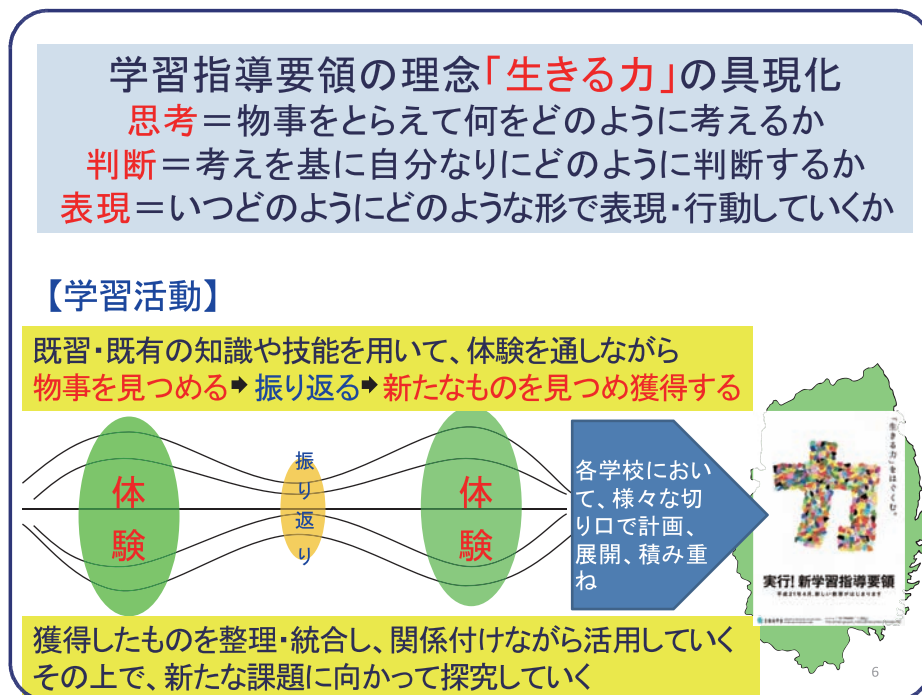 学習指導要領の理念「生きる力」の具現化
思考＝物事をとらえて何をどのように考えるか
判断＝考えを基に自分なりにどのように判断するか
表現＝いつどのようにどのような形で表現・行動していくか
【学習活動】
既習・既有の知識や技能を用いて、体験を通しながら
物事を見つめる➡振り返る➡新たなものを見つめ獲得する
体験
振り返り
体験
各学校におい
て、様々な切
り口で計画、
展開、積み重
ね
「生きる力」をはぐくむ。
力
実行! 新学習指導要領
獲得したものを整理・統合し、関係付けながら活用していく
その上で、新たな課題に向かって探究していく
6